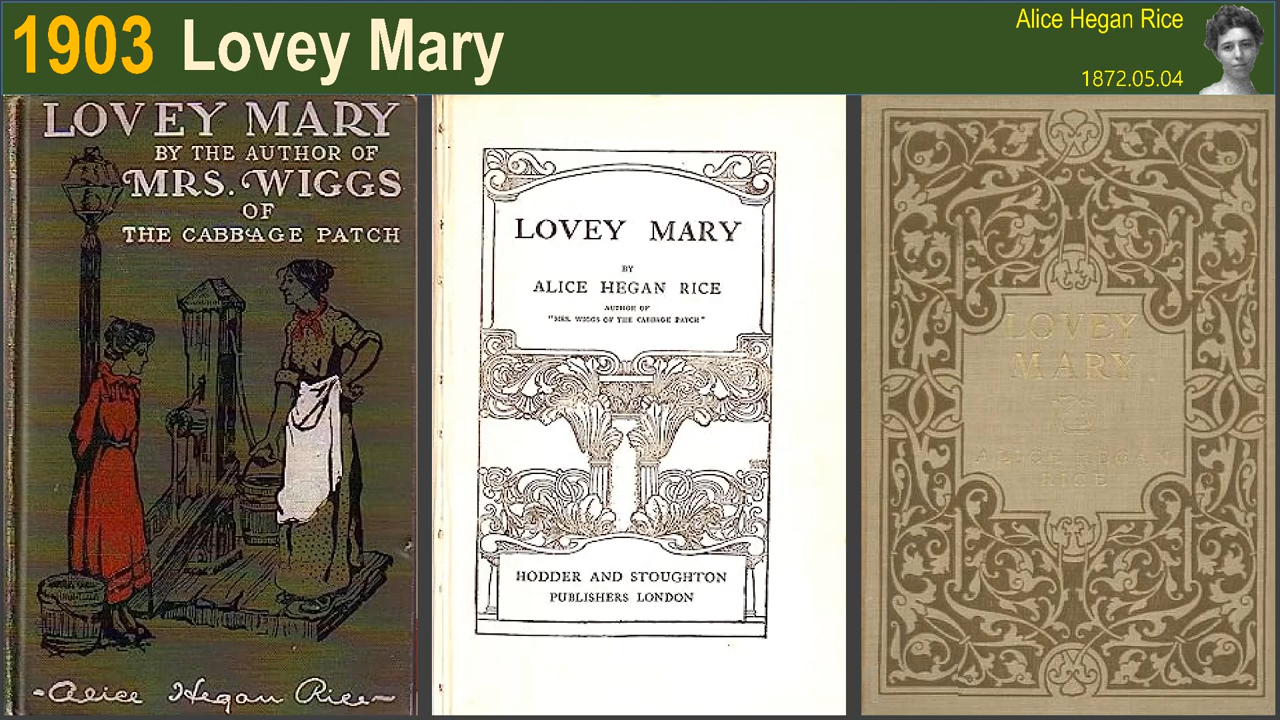 1903 Lovey Mary
Alice Hegan Rice
1872.05.04
LOVEY MARY
BY THE AUTHOR OF
MRS. WIGGS
OF
THE CABBAGE PATCH
-Alice Hegan Rice-
LOVEY MARY
BY
ALICE HEGAN RICE
AUTHOR OF
"MRS. WIGGS OF THE CABBAGE PATCH"
HODDER AND STOUGHTON
PUBLISHERS LONDON
LOVEY
MARY
ALICE HEGAN
RICE